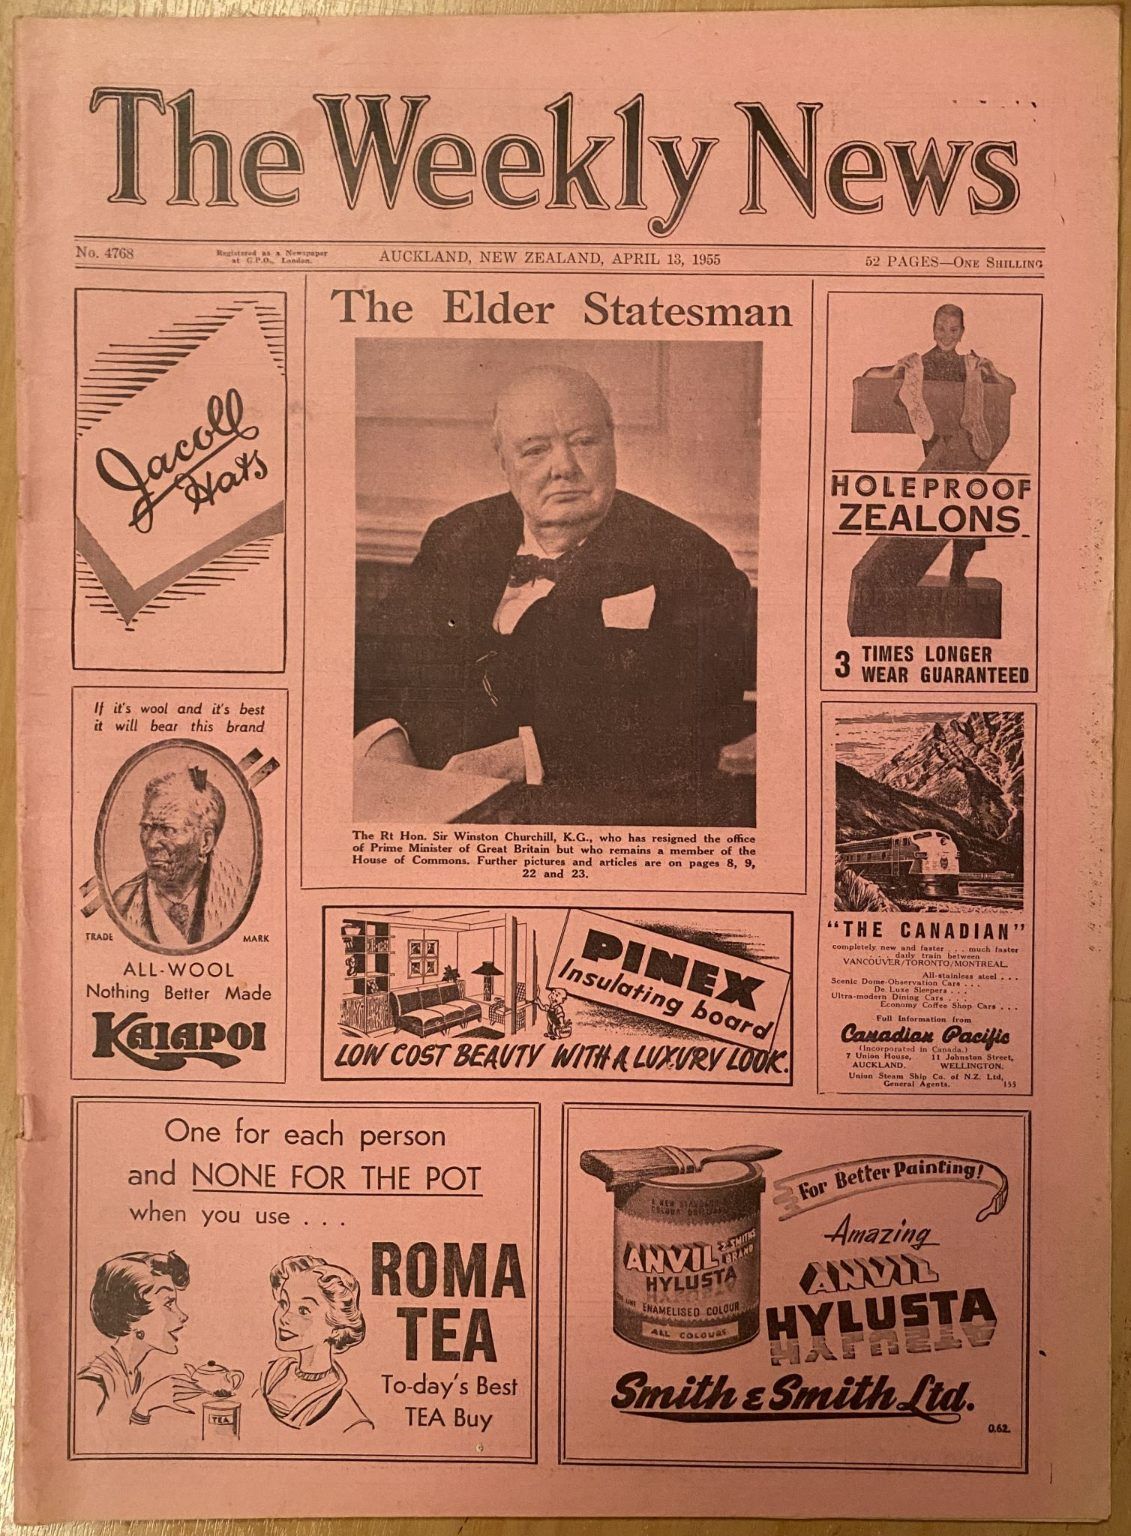 The Weekly News
No. 4768
Registered as a Newspaper
at G.P.O., London.
AUCKLAND, NEW ZEALAND, APRIL 13, 1955
52 PAGES—ONE SHILLING
Jacoll
Hats
The Elder Statesman
The Rt Hon. Sir Winston Churchill, K.G., who has resigned the office
of Prime Minister of Great Britain but who remains a member of the
House of Commons. Further pictures and articles are on pages 8, 9,
22 and 23.
HOLEPROOF
ZEALONS
3 TIMES LONGER
WEAR GUARANTEED
If it's wool and it's best
it will bear this brand
TRADE MARK
ALL-WOOL
Nothing Better Made
KAIAPOI
PINEX
Insulating board
LOW COST BEAUTY WITH A LUXURY LOOK.
"THE CANADIAN"
completely new and faster . . . much faster
. . . daily train between
VANCOUVER/TORONTO/MONTREAL.
All-stainless steel . . .
Scenic Dome-Observation Cars . . .
De Luxe Sleepers . . .
Ultra-modern Dining Cars . . .
Economy Coffee Shop Cars . . .
Full Information from
Canadian Pacific
(Incorporated in Canada.)
7 Union House, 11 Johnston Street,
AUCKLAND. WELLINGTON.
Union Steam Ship Co. of N.Z. Ltd,
General Agents. 155
One for each person
and NONE FOR THE POT
when you use . . .
ROMA
TEA
To-day's Best
TEA Buy
TEA
For Better Painting!
Amazing
ANVIL
HYLUSTA
Smith & Smith Ltd.
0.62.
ANVIL
BRAND
HYLUSTA
ENAMELISED COLOUR
ALL COLOURS